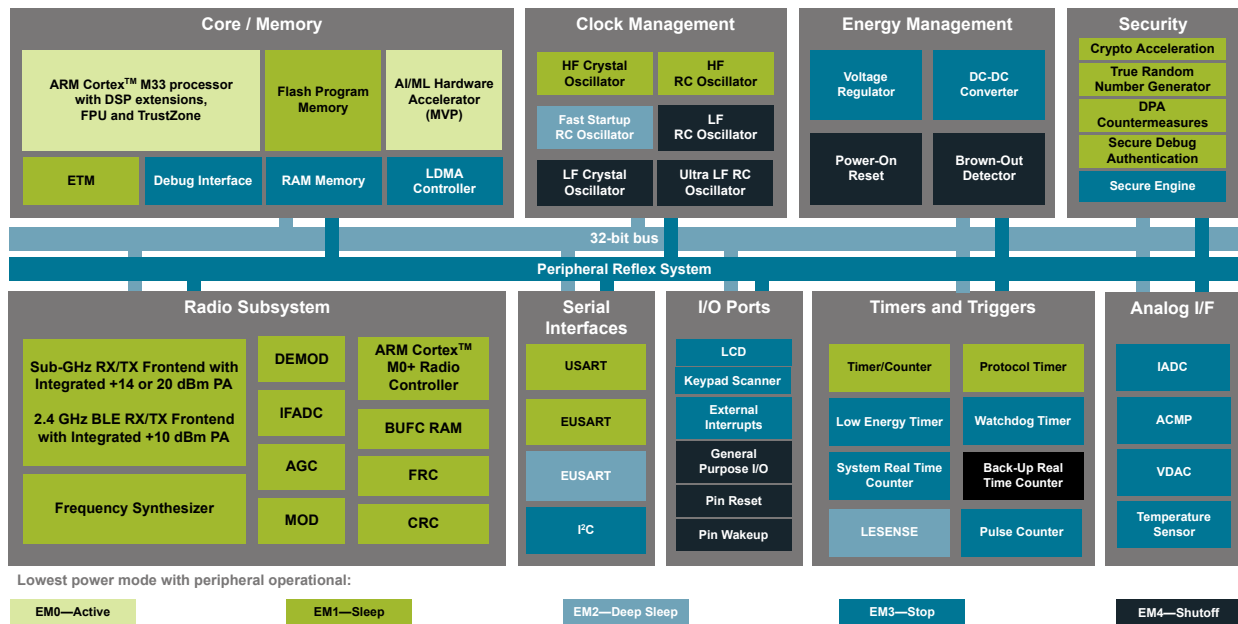 Core / Memory
ARM Cortex™ M33 processor
with DSP extensions,
FPU and TrustZone
Flash Program
Memory
AI/ML Hardware
Accelerator
(MVP)
ETM
Debug Interface
RAM Memory
LDMA
Controller
Clock Management
HF Crystal
Oscillator
HF
RC Oscillator
Fast Startup
RC Oscillator
LF
RC Oscillator
LF Crystal
Oscillator
Ultra LF RC
Oscillator
Energy Management
Voltage
Regulator
DC-DC
Converter
Power-On
Reset
Brown-Out
Detector
Security
Crypto Acceleration
True Random
Number Generator
DPA
Countermeasures
Secure Debug
Authentication
Secure Engine
32-bit bus
Peripheral Reflex System
Radio Subsystem
Sub-GHz RX/TX Frontend with
Integrated +14 or 20 dBm PA
2.4 GHz BLE RX/TX Frontend
with Integrated +10 dBm PA
Frequency Synthesizer
DEMOD
IFADC
AGC
MOD
ARM Cortex™
M0+ Radio
Controller
BUFC RAM
FRC
CRC
Serial
Interfaces
USART
EUSART
EUSART
I²C
I/O Ports
LCD
Keypad Scanner
External
Interrupts
General
Purpose I/O
Pin Reset
Pin Wakeup
Timers and Triggers
Timer/Counter
Protocol Timer
Low Energy Timer
Watchdog Timer
System Real Time
Counter
Back-Up Real
Time Counter
LESENSE
Pulse Counter
Analog I/F
IADC
ACMP
VDAC
Temperature
Sensor
Lowest power mode with peripheral operational:
EM0—Active
EM1—Sleep
EM2—Deep Sleep
EM3—Stop
EM4—Shutoff